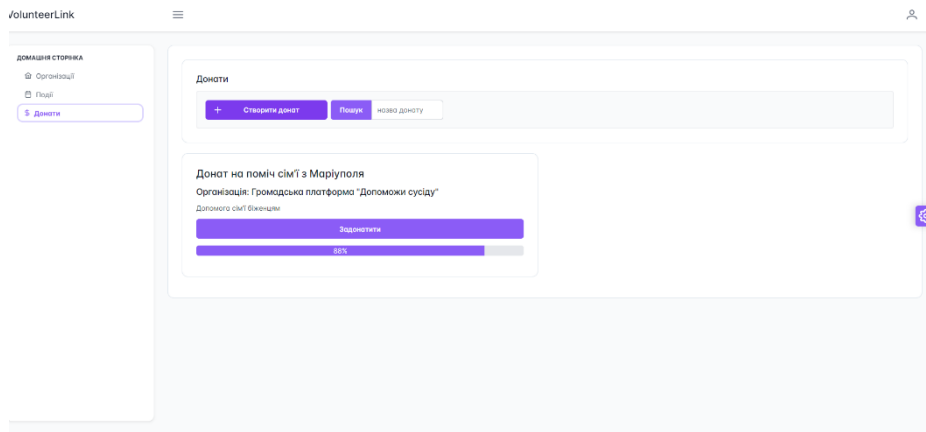 VolunteerLink
ДОМАШНЯ СТОРІНКА
Організації
Події
$ Донати
Донати
+ Створити донат
Пошук
назва донату
Донат на поміч сім'ї з Маріуполя
Організація: Громадська платформа "Допоможи сусіду"
Допомога сім'ї біженцям
Задонатити
88%